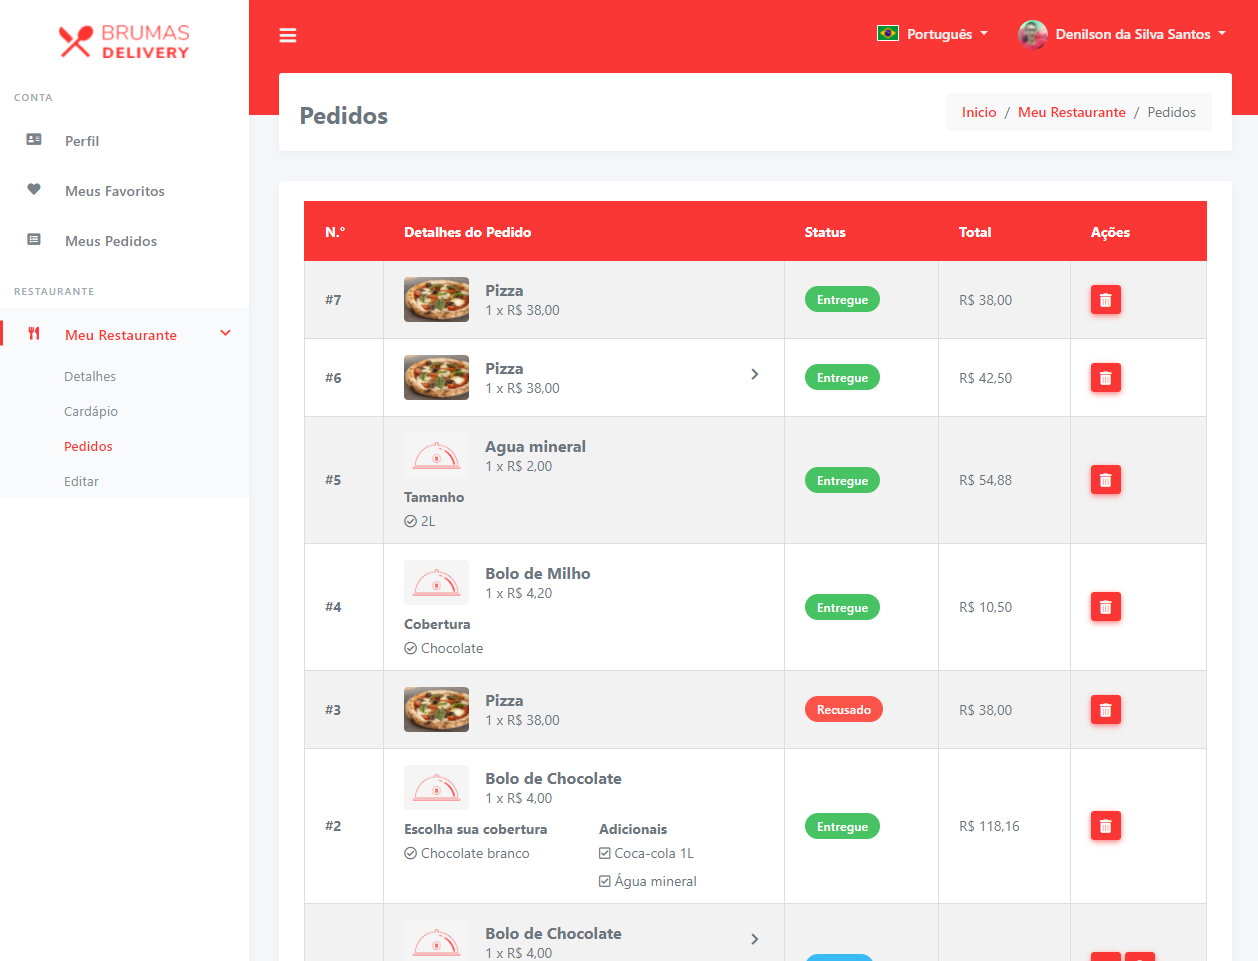 BRUMAS
DELIVERY
Português
Denilson da Silva Santos
CONTA
Perfil
Meus Favoritos
Meus Pedidos
RESTAURANTE
Meu Restaurante
Detalhes
Cardápio
Pedidos
Editar
Pedidos
Inicio / Meu Restaurante / Pedidos
N.° Detalhes do Pedido Status Total Ações
#7 Pizza Entregue R$ 38,00
1 x R$ 38,00
#6 Pizza Entregue R$ 42,50
1 x R$ 38,00
#5 Agua mineral Entregue R$ 54,88
1 x R$ 2,00
Tamanho
2L
#4 Bolo de Milho Entregue R$ 10,50
1 x R$ 4,20
Cobertura
Chocolate
#3 Pizza Recusado R$ 38,00
1 x R$ 38,00
#2 Bolo de Chocolate Entregue R$ 118,16
1 x R$ 4,00
Escolha sua cobertura Adicionais
Chocolate branco Coca-cola 1L
Água mineral
Bolo de Chocolate
1 x R$ 4,00